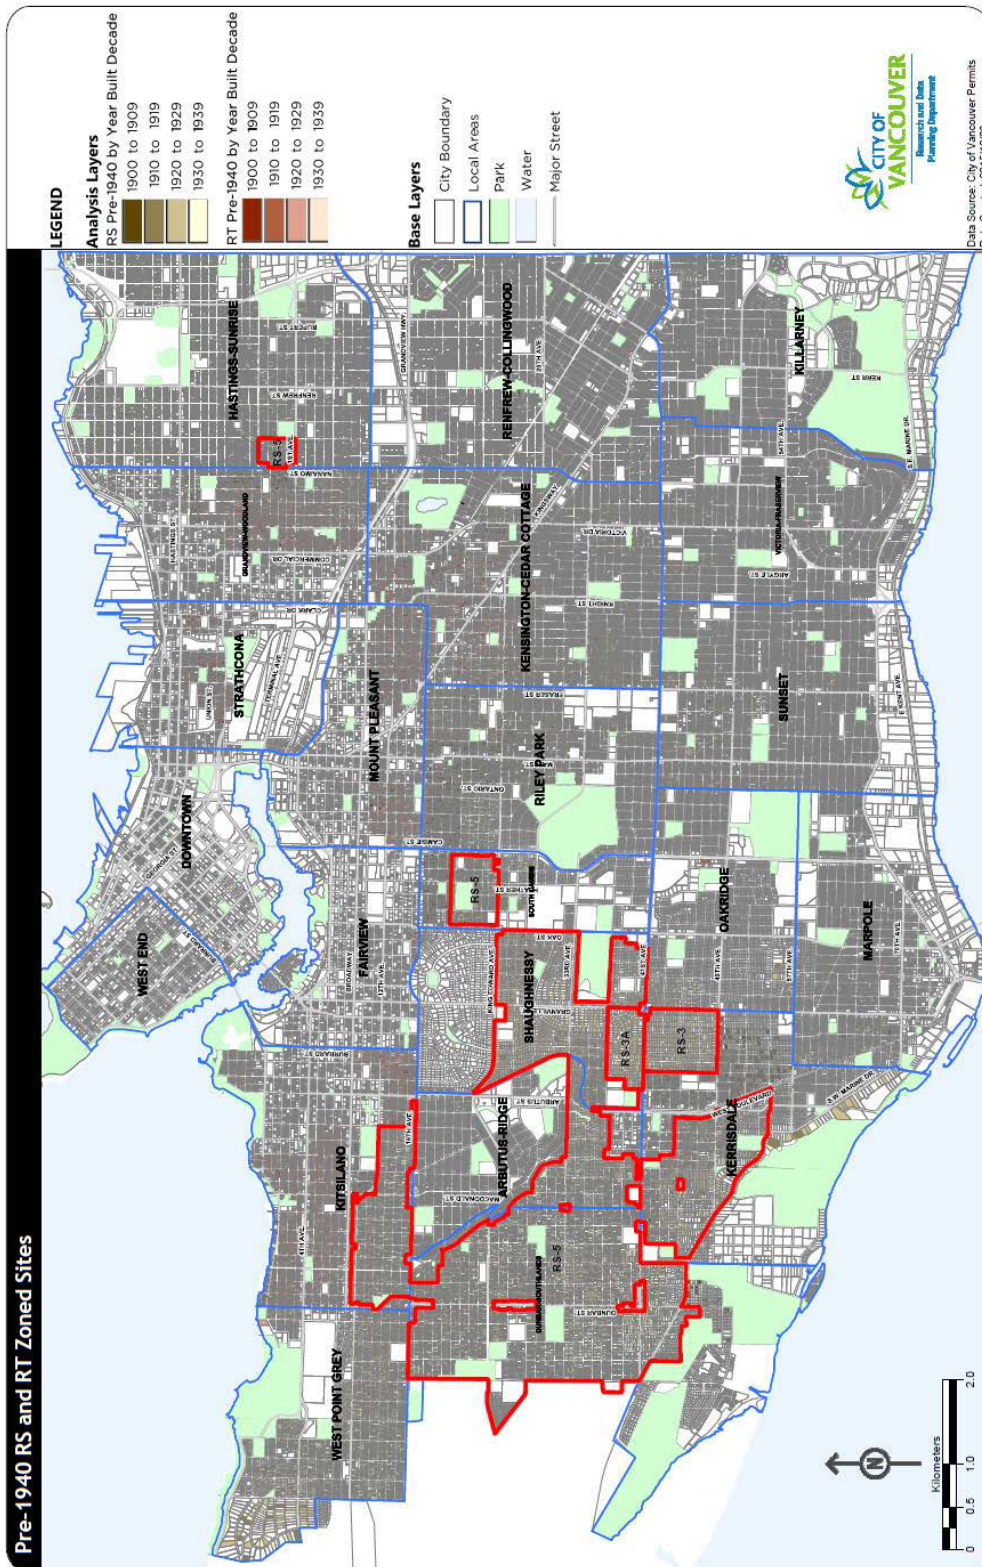 Pre-1940 RS and RT Zoned Sites
LEGEND
Analysis Layers
RS Pre-1940 by Year Built Decade
1900 to 1909
1910 to 1919
1920 to 1929
1930 to 1939
RT Pre-1940 by Year Built Decade
1900 to 1909
1910 to 1919
1920 to 1929
1930 to 1939
Base Layers
City Boundary
Local Areas
Park
Water
Major Street
CITY OF
VANCOUVER
Research and Data
Planning Department
Data Source: City of Vancouver Permits
WEST END
DOWNTOWN
GEORGIA ST
BURRARD ST
STRATHCONA
UNION ST
TERMINAL AVE
CLARK DR
HASTINGS ST
GRANDVIEW-WOODLAND
COMMERCIAL DR
NANAIMO ST
HASTINGS-SUNRISE
RUPERT ST
RENFREW ST
RS-5
1ST AVE
GRANDVIEW HWY
WEST POINT GREY
KITSILANO
4TH AVE
BURRARD ST
16TH AVE
FAIRVIEW
BROADWAY
12TH AVE
CAMBIE ST
MOUNT PLEASANT
DUNBAR-SOUTHLANDS
RS-5
DUNBAR ST
ARBUTUS-RIDGE
MACDONALD ST
ARBUTUS ST
SHAUGHNESSY
KING EDWARD AVE
OAK ST
33RD AVE
RS-5
SOUTH CAMBIE
RILEY PARK
ONTARIO ST
FRASER ST
KENSINGTON-CEDAR COTTAGE
KNIGHT ST
VICTORIA DR
KINGSWAY
RENFREW-COLLINGWOOD
29TH AVE
RS-3A
RS-3
41ST AVE
KERRISDALE
WEST BOULEVARD
S.W. MARINE DR
OAKRIDGE
49TH AVE
57TH AVE
MARPOLE
70TH AVE
SUNSET
E KENT AVE
VICTORIA-FRASERVIEW
ARGYLE ST
54TH AVE
KILLARNEY
KERR ST
S.E. MARINE DR
N
Kilometers
0 0.5 1.0 2.0